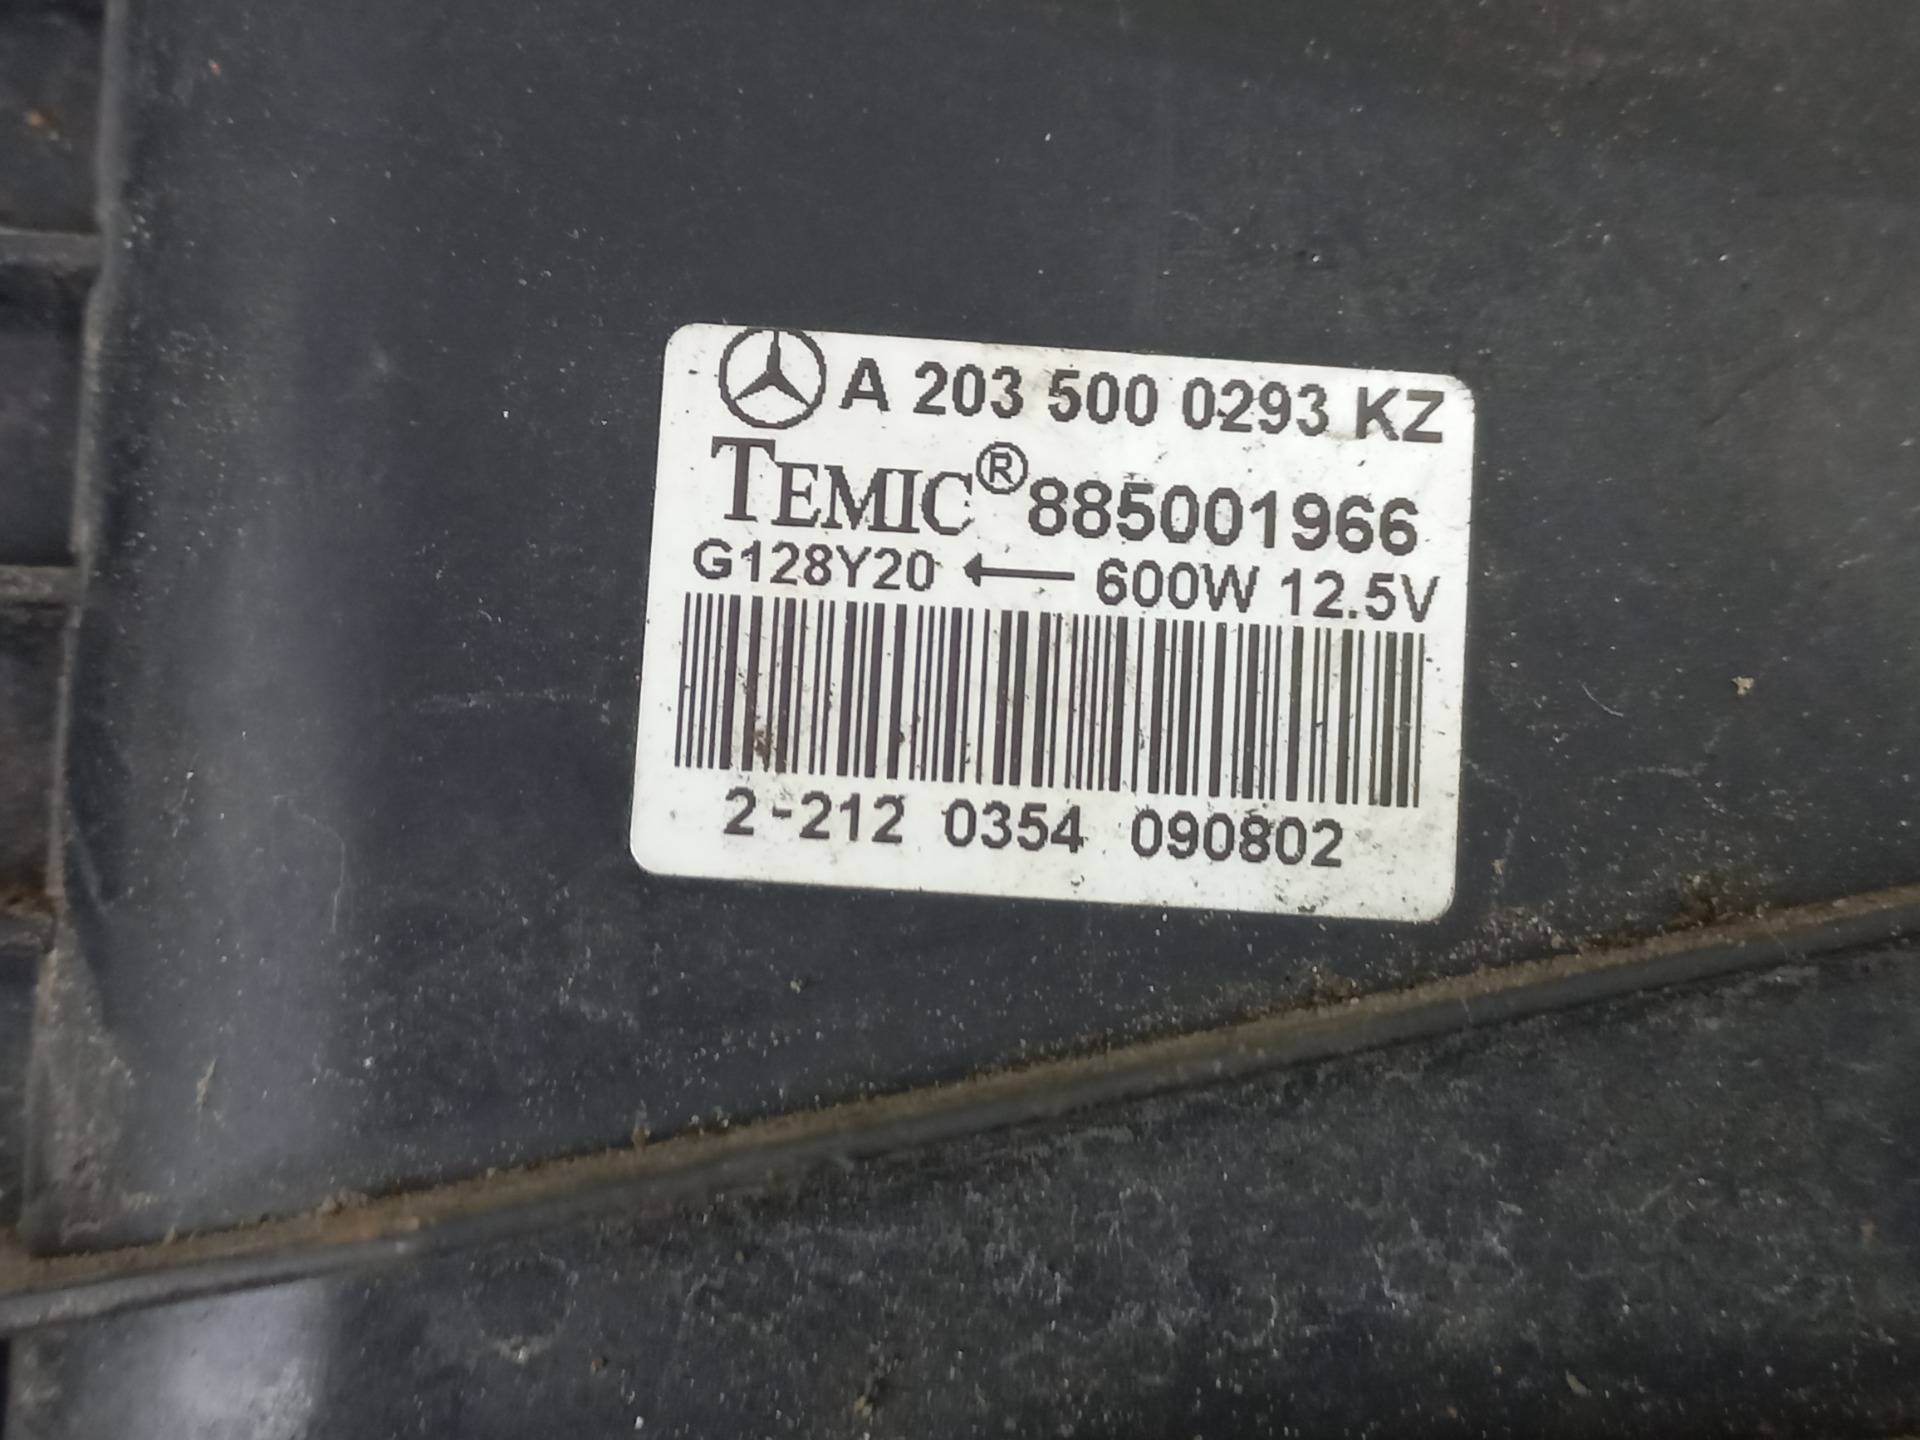 A 203 500 0293 KZ
TEMIC® 885001966
G128Y20 ← 600W 12.5V
2-212 0354 090802